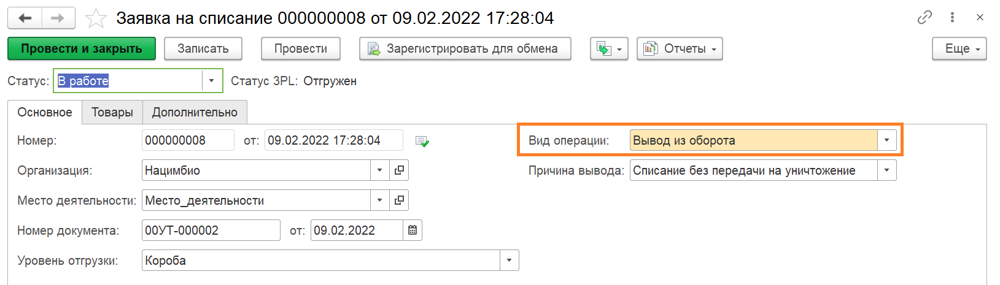 Заявка на списание 000000008 от 09.02.2022 17:28:04
Провести и закрыть Записать Провести Зарегистрировать для обмена Отчеты Еще
Статус: В работе Статус 3PL: Отгружен
Основное Товары Дополнительно
Номер: 000000008 от: 09.02.2022 17:28:04 Вид операции: Вывод из оборота
Организация: Нацимбио Причина вывода: Списание без передачи на уничтожение
Место деятельности: Место_деятельности
Номер документа: 00УТ-000002 от: 09.02.2022
Уровень отгрузки: Короба